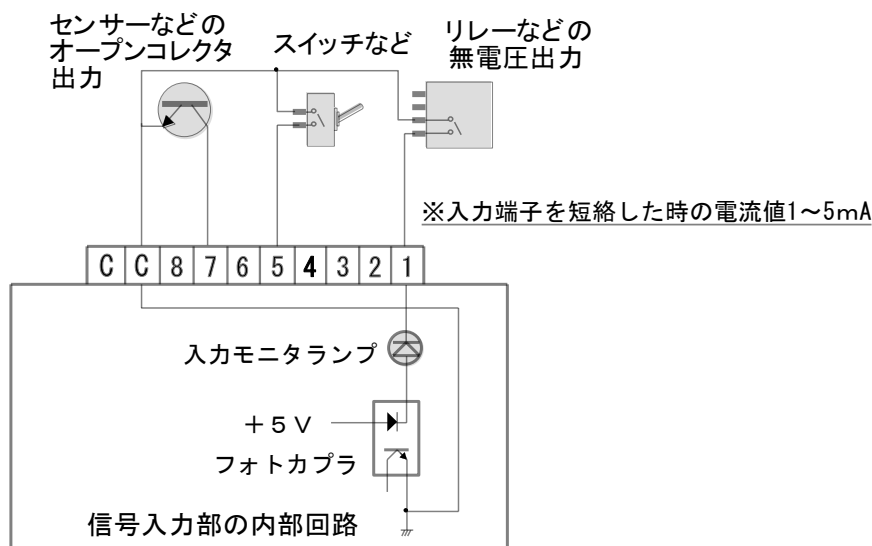 センサーなどの
オープンコレクタ
出力
スイッチなど
リレーなどの
無電圧出力
※入力端子を短絡した時の電流値1～5mA
C C 8 7 6 5 4 3 2 1
入力モニタランプ
＋５Ｖ
フォトカプラ
信号入力部の内部回路